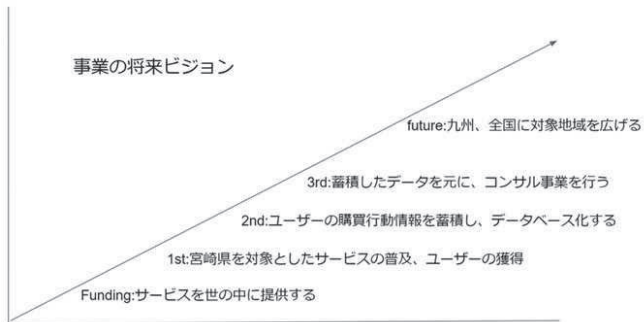 事業の将来ビジョン
future:九州、全国に対象地域を広げる
3rd:蓄積したデータを元に、コンサル事業を行う
2nd:ユーザーの購買行動情報を蓄積し、データベース化する
1st:宮崎県を対象としたサービスの普及、ユーザーの獲得
Funding:サービスを世の中に提供する